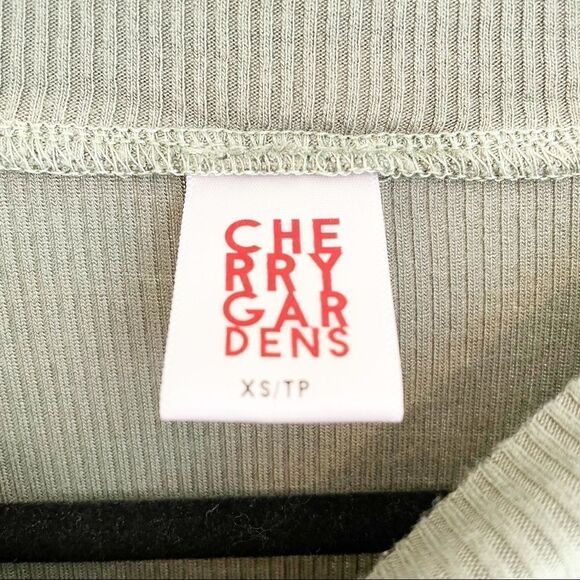 CHE
RRY
GAR
DENS
XS/TP